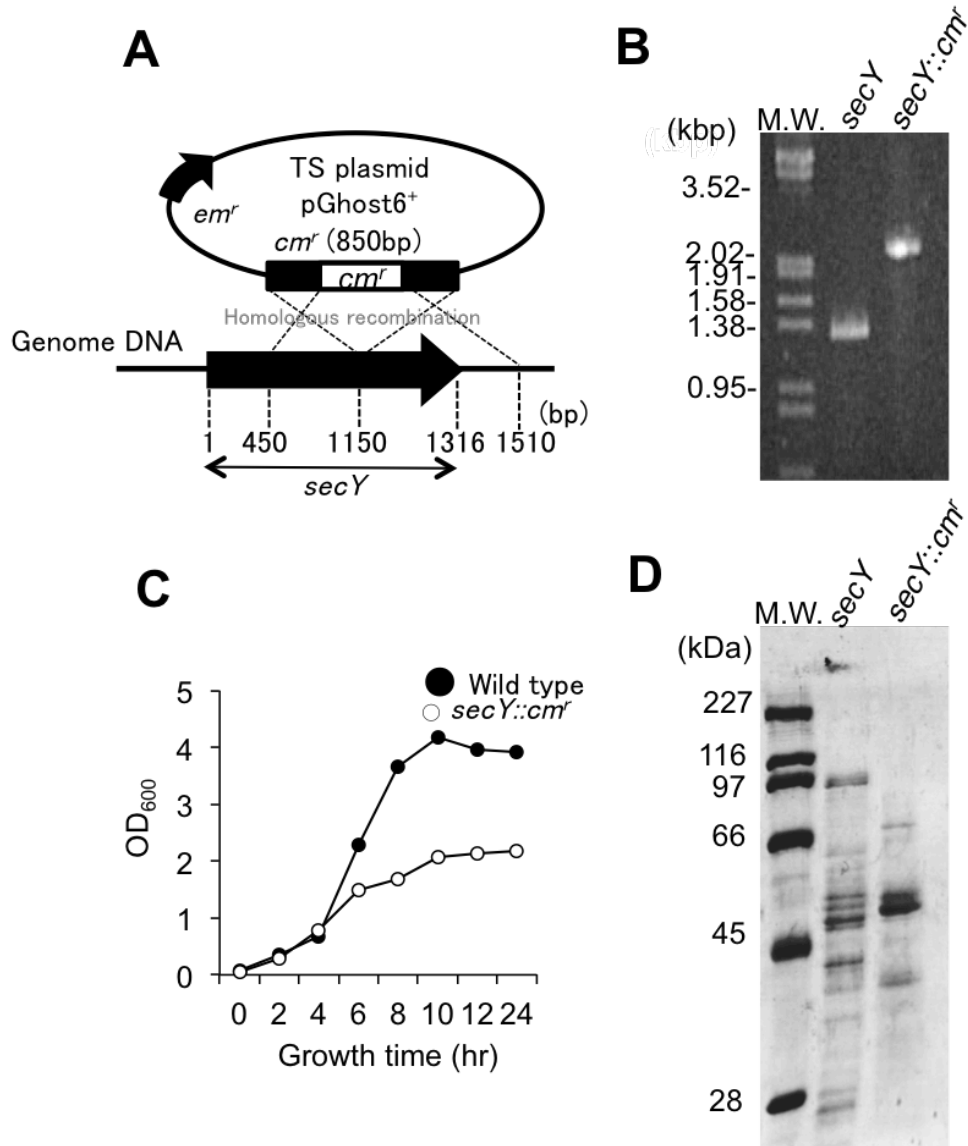 A
TS plasmid
pGhost6+
cmr (850bp)
emr
cmr
Homologous recombination
Genome DNA
(bp)
1 450 1150 1316 1510
secY
B
(kbp) M.W. secY secY::cmr
3.52-
2.02-
1.91-
1.58-
1.38-
0.95-
C
Wild type
secY::cmr
OD600
5
4
3
2
1
0
0 2 4 6 8 10 12 24
Growth time (hr)
D
M.W. secY secY::cmr
(kDa)
227
116
97
66
45
28